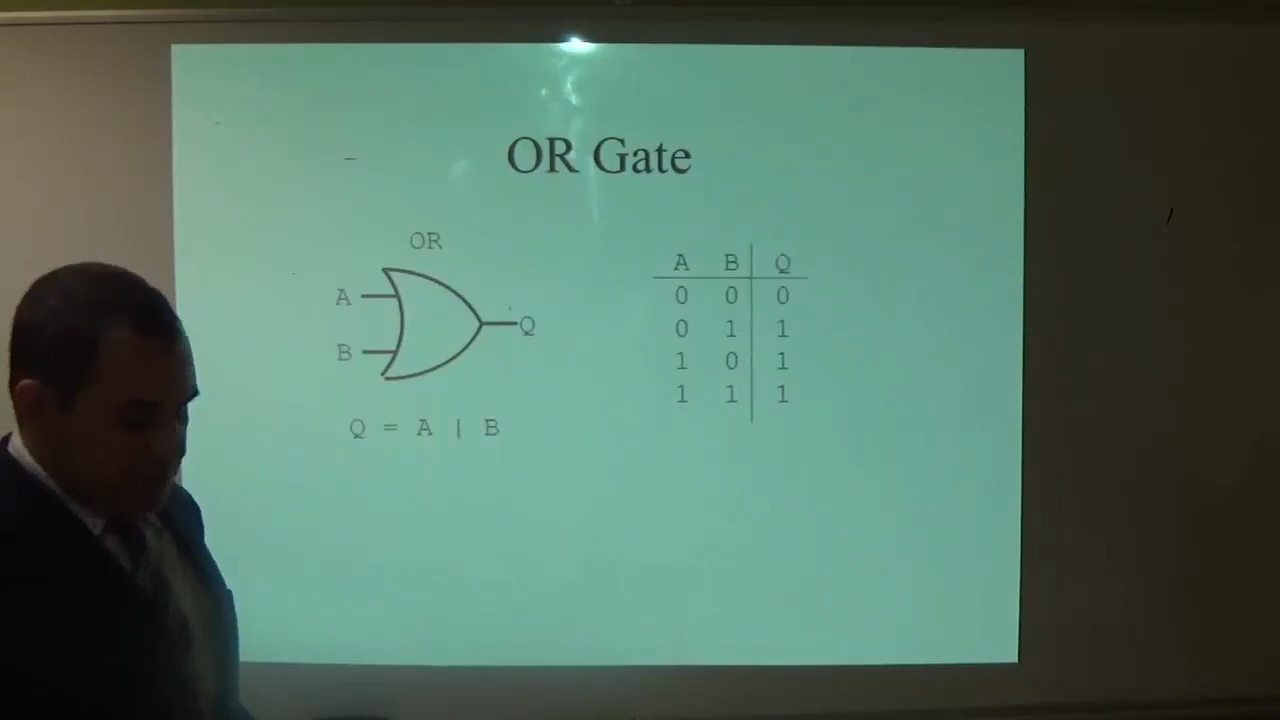 OR Gate
OR
A
B
Q
Q = A | B
A B Q
0 0 0
0 1 1
1 0 1
1 1 1